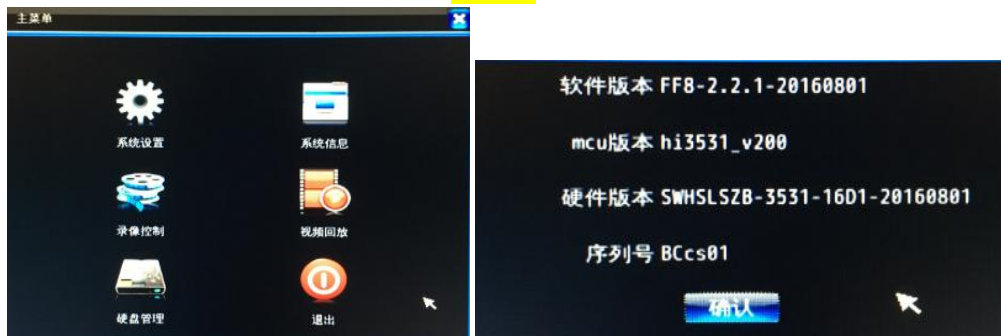 主菜单
系统设置
系统信息
录像控制
视频回放
硬盘管理
退出
软件版本 FF8-2.2.1-20160801
mcu版本 hi3531_v200
硬件版本 SWHSLSZB-3531-16D1-20160801
序列号 BCcs01
确认